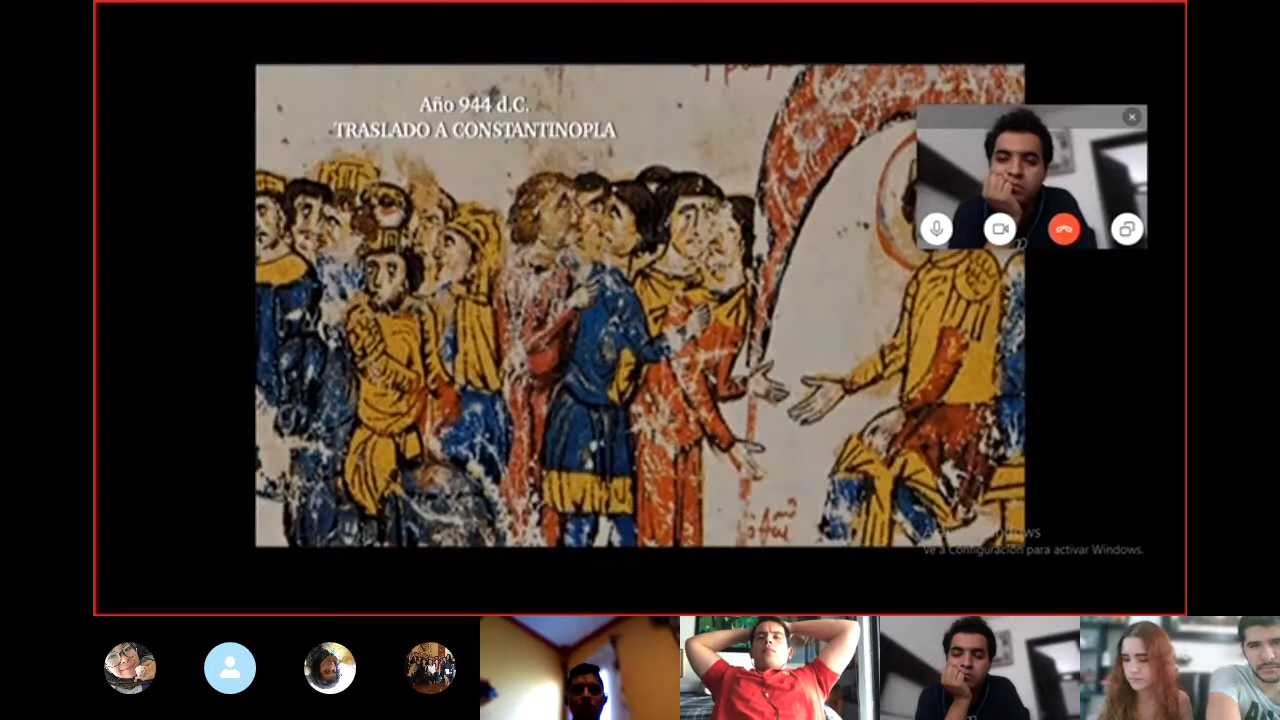 Año 944 d.C.
TRASLADO A CONSTANTINOPLA
Ve a Configuración para activar Windows.